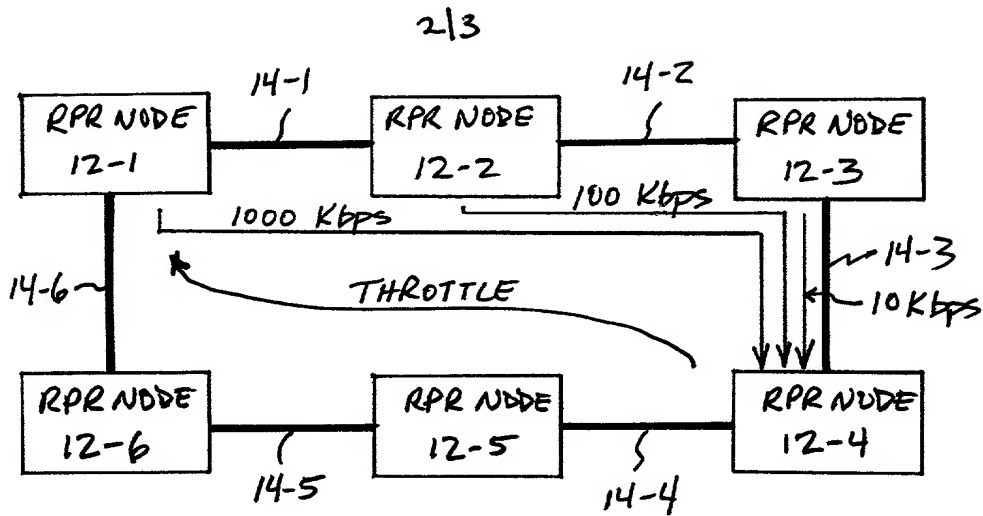 2/3
14-1
14-2
RPR NODE
12-1
RPR NODE
12-2
RPR NODE
12-3
1000 Kbps
100 Kbps
14-3
14-6
THROTTLE
10 Kbps
RPR NODE
12-6
RPR NODE
12-5
RPR NODE
12-4
14-5
14-4